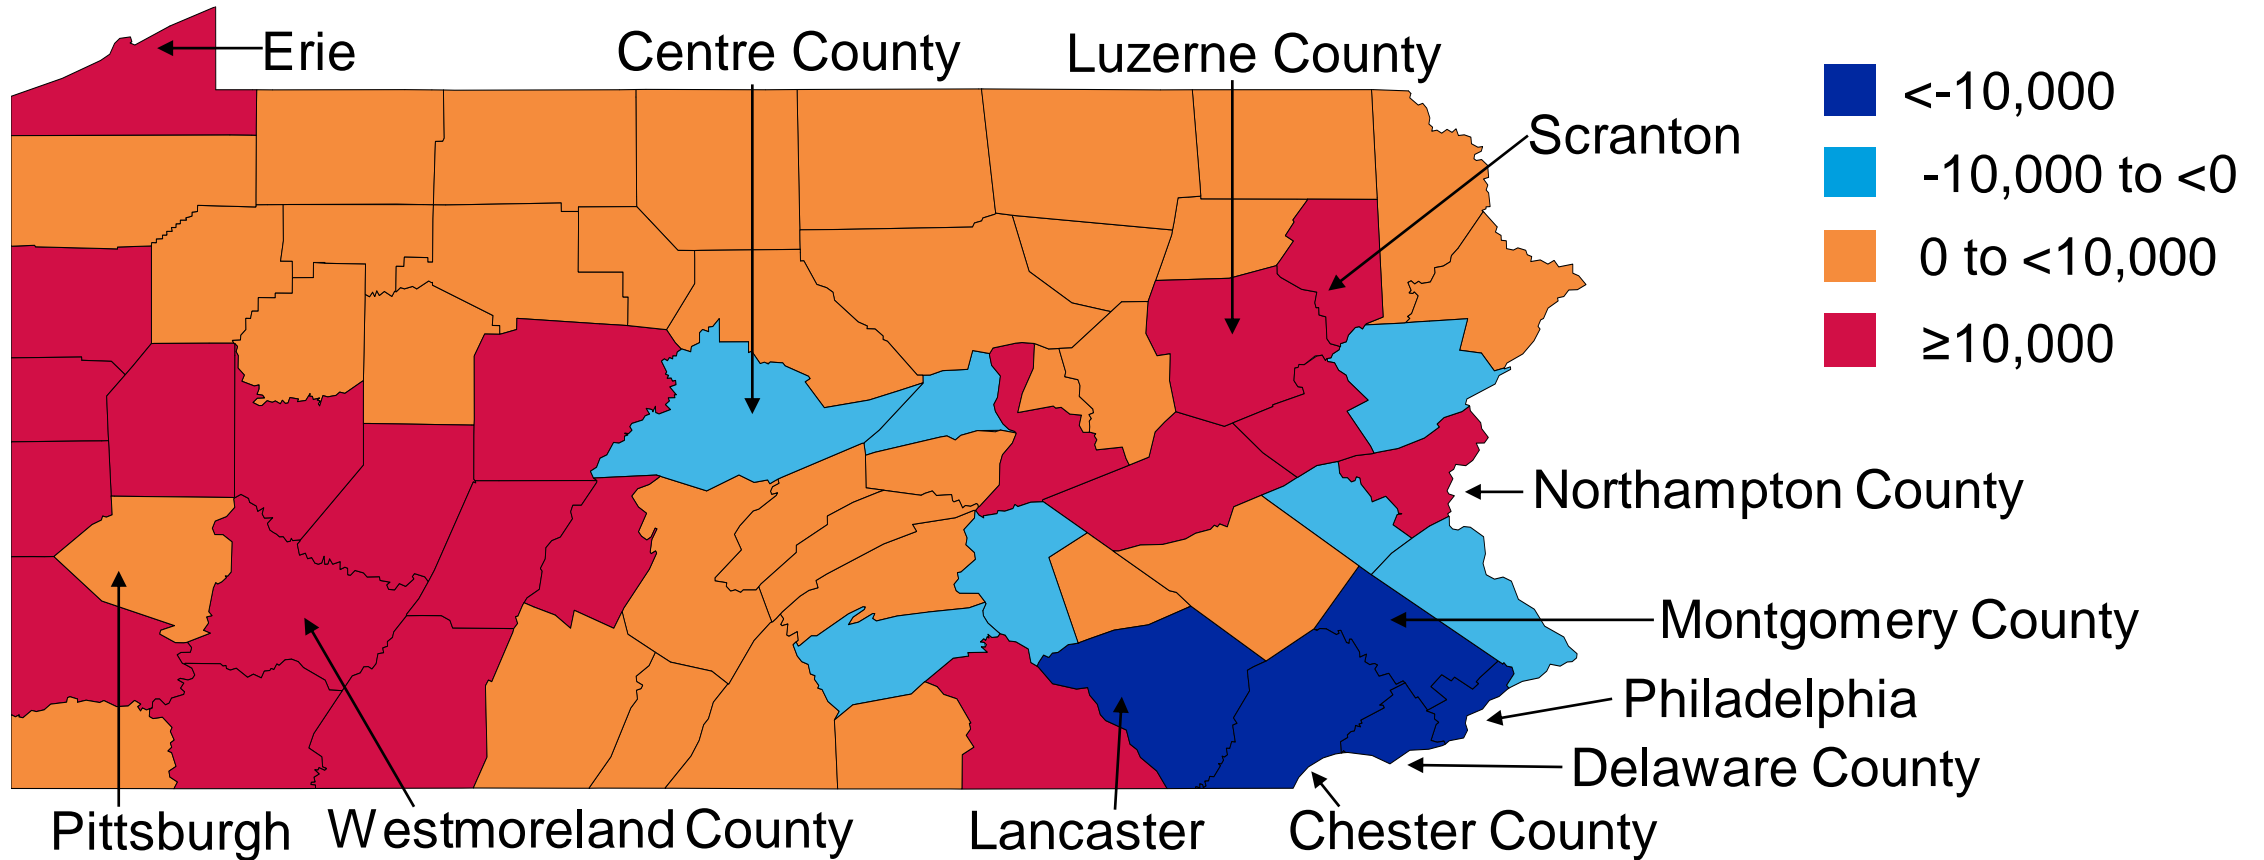 Erie
Centre County
Luzerne County
Scranton
<-10,000
-10,000 to <0
0 to <10,000
≥10,000
Northampton County
Montgomery County
Philadelphia
Delaware County
Pittsburgh
Westmoreland County
Lancaster
Chester County